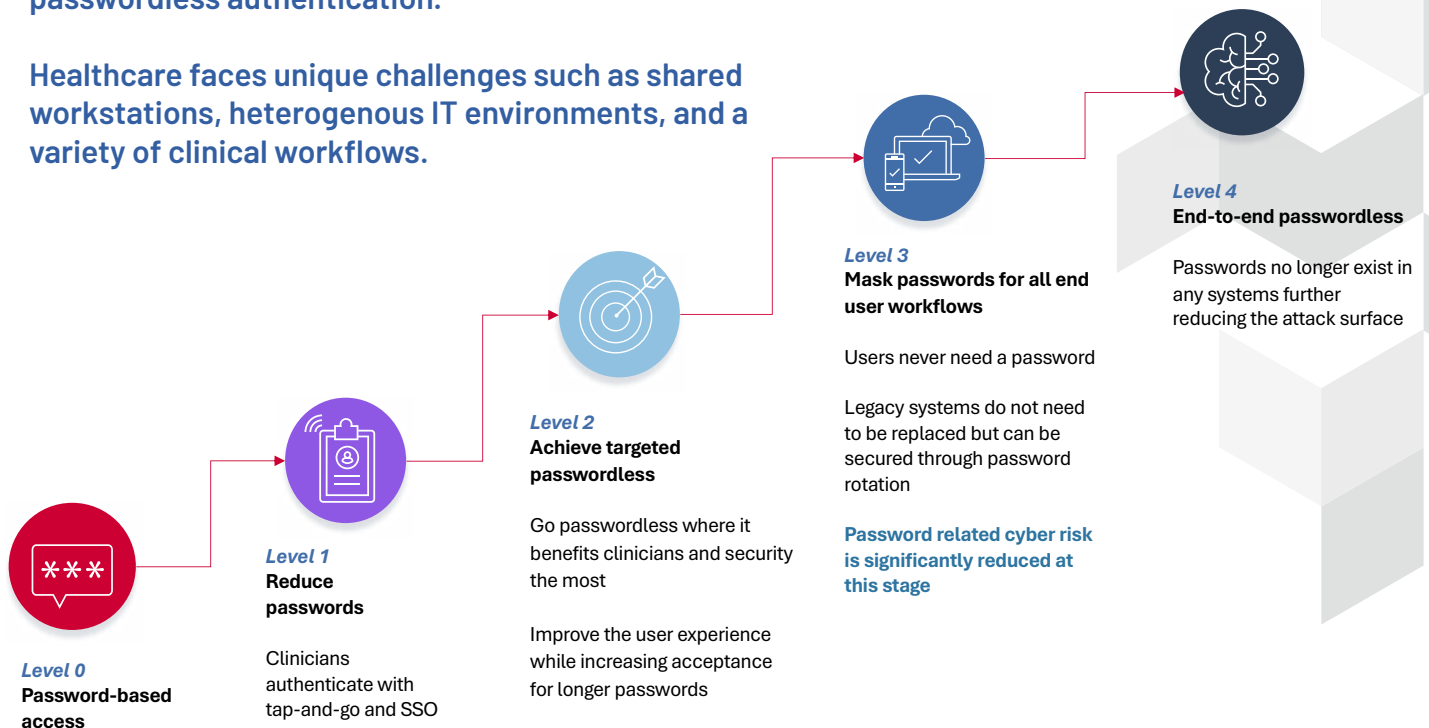 passwordless authentication.
Healthcare faces unique challenges such as shared
workstations, heterogenous IT environments, and a
variety of clinical workflows.
***
Level 0
Password-based
access
Level 1
Reduce
passwords
Clinicians
authenticate with
tap-and-go and SSO
Level 2
Achieve targeted
passwordless
Go passwordless where it
benefits clinicians and security
the most
Improve the user experience
while increasing acceptance
for longer passwords
Level 3
Mask passwords for all end
user workflows
Users never need a password
Legacy systems do not need
to be replaced but can be
secured through password
rotation
Password related cyber risk
is significantly reduced at
this stage
Level 4
End-to-end passwordless
Passwords no longer exist in
any systems further
reducing the attack surface